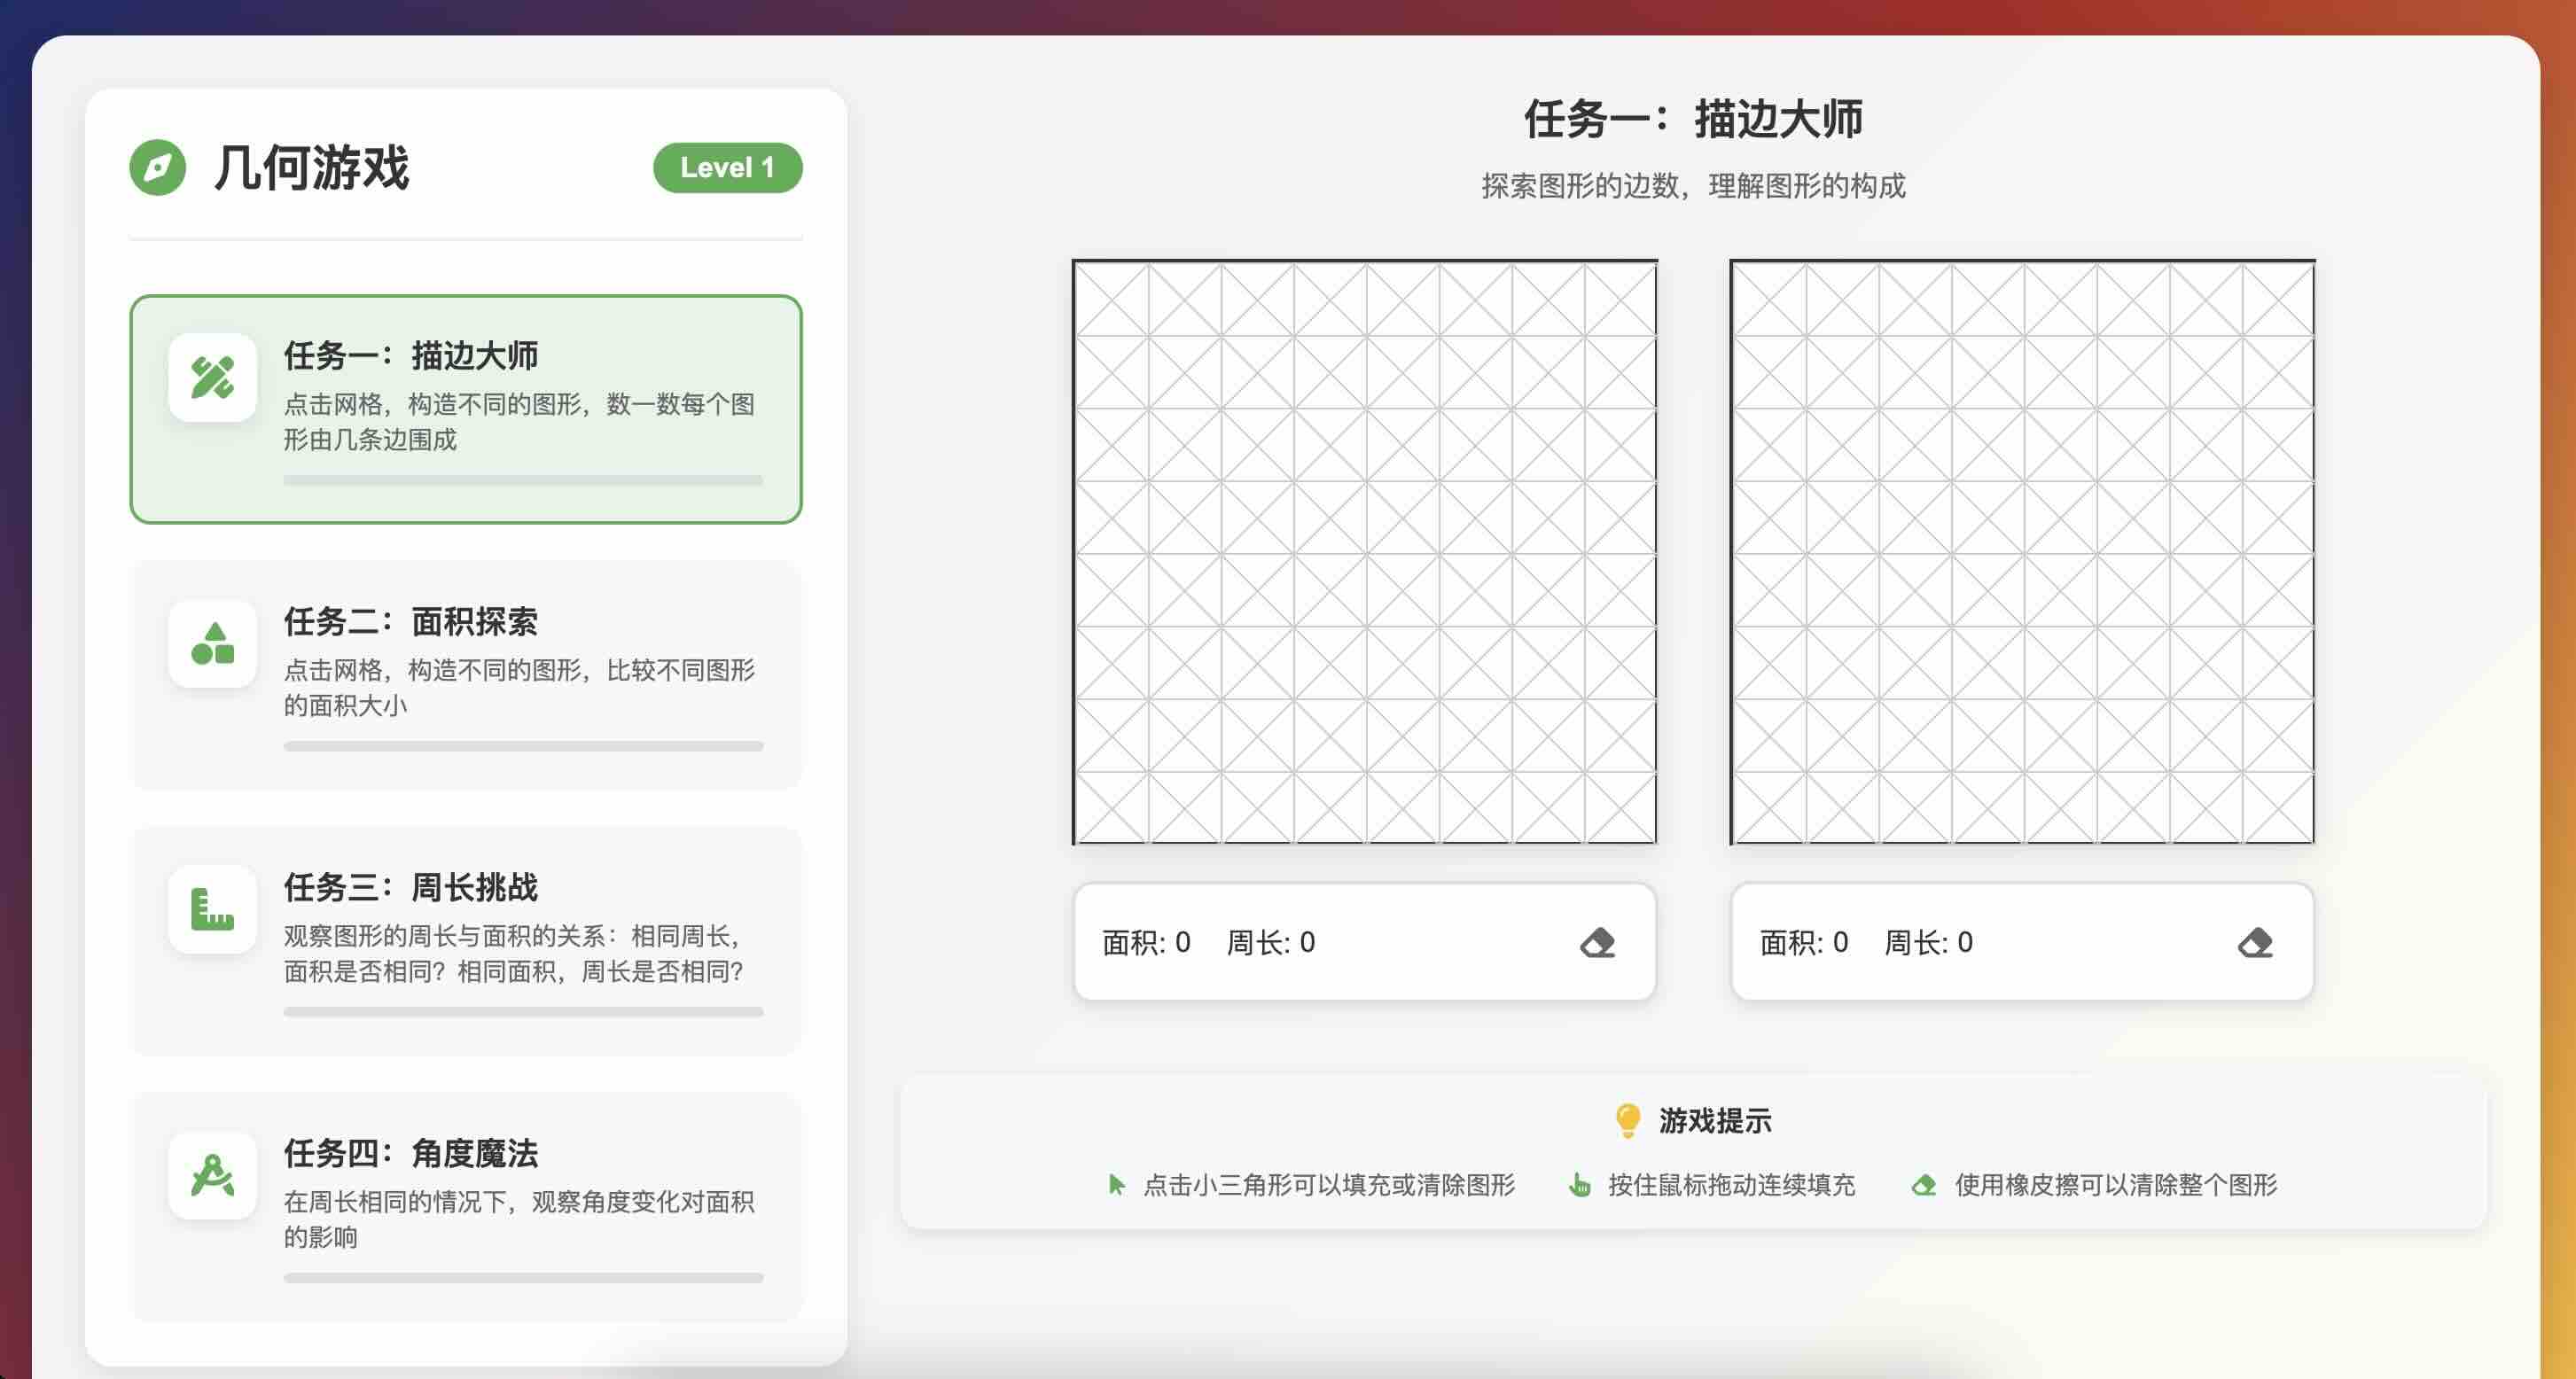 几何游戏
Level 1
任务一：描边大师
点击网格，构造不同的图形，数一数每个图
形由几条边围成
任务二：面积探索
点击网格，构造不同的图形，比较不同图形
的面积大小
任务三：周长挑战
观察图形的周长与面积的关系：相同周长，
面积是否相同？相同面积，周长是否相同？
任务四：角度魔法
在周长相同的情况下，观察角度变化对面积
的影响
任务一：描边大师
探索图形的边数，理解图形的构成
面积: 0 周长: 0
面积: 0 周长: 0
游戏提示
点击小三角形可以填充或清除图形 按住鼠标拖动连续填充 使用橡皮擦可以清除整个图形